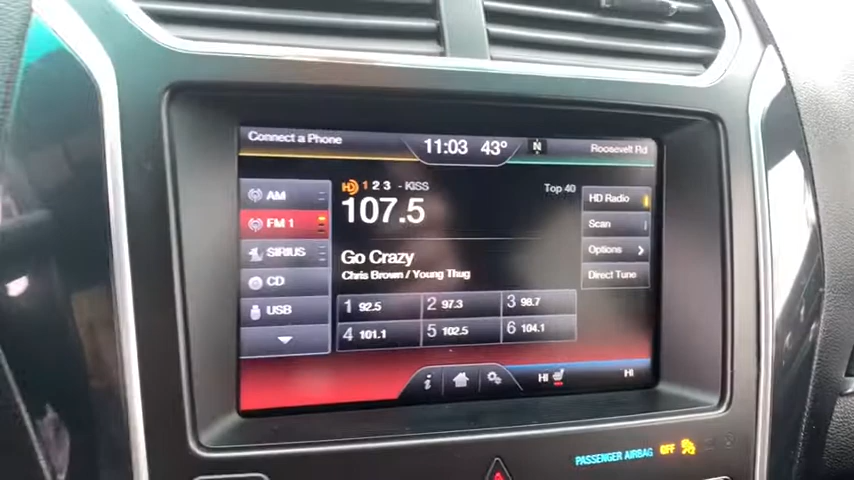 Connect a Phone
11:03 43° N
Roosevelt Rd
AM
FM 1
SIRIUS
CD
USB
HD 1 2 3 - KISS
Top 40
107.5
Go Crazy
Chris Brown / Young Thug
1 92.5 2 97.3 3 98.7
4 101.1 5 102.5 6 104.1
HD Radio
Scan
Options
Direct Tune
i
HI HI
PASSENGER AIRBAG OFF